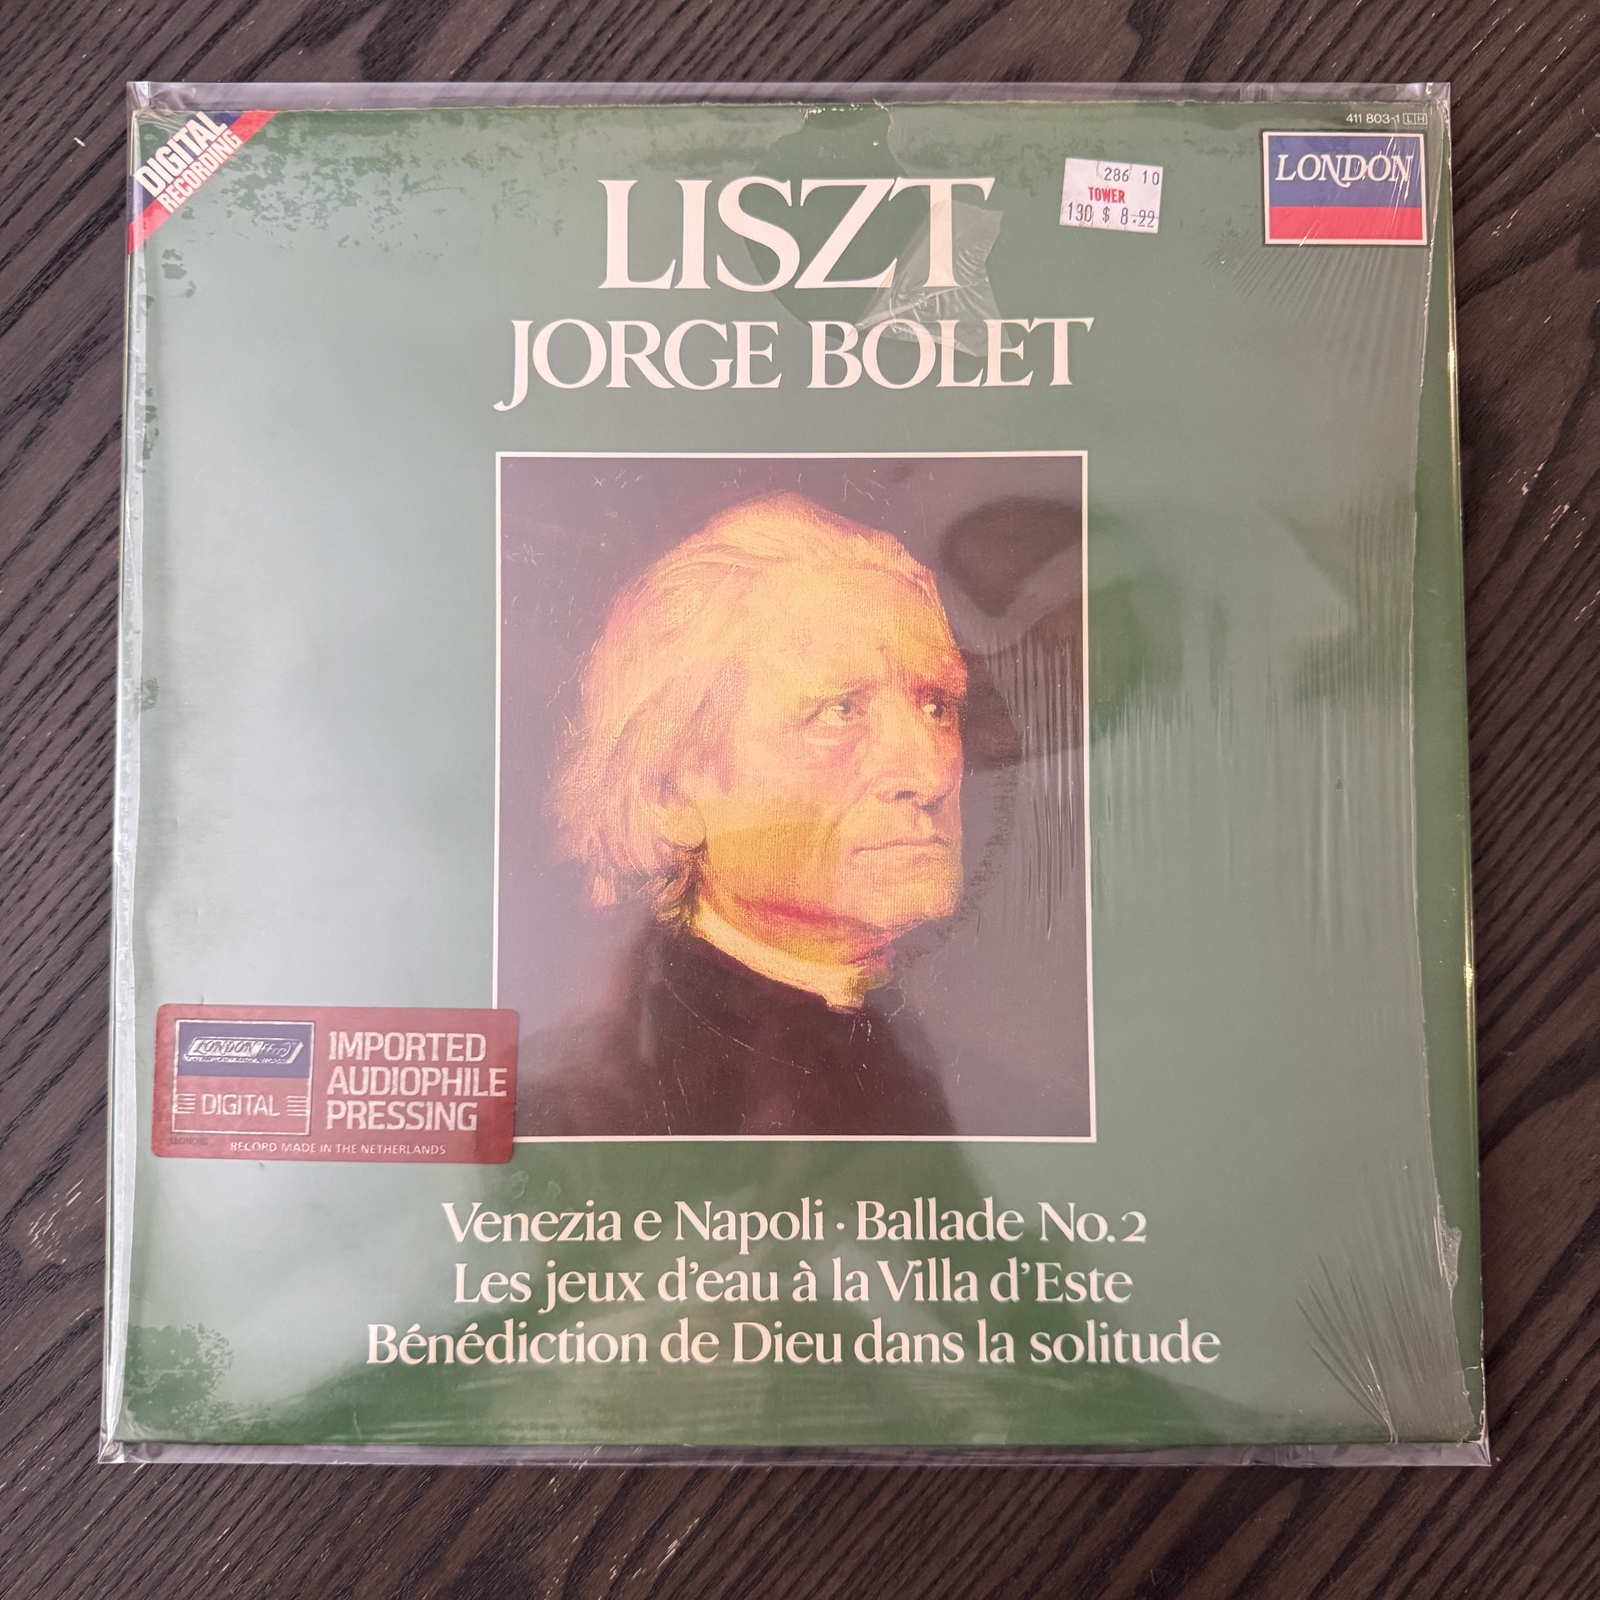 DIGITAL
RECORDING
411 803-1 LH
LONDON
286 10
TOWER
130 $ 8.99
LISZT
JORGE BOLET
LONDON ffrr
DIGITAL
IMPORTED
AUDIOPHILE
PRESSING
RECORD MADE IN THE NETHERLANDS
Venezia e Napoli · Ballade No. 2
Les jeux d'eau à la Villa d'Este
Bénédiction de Dieu dans la solitude